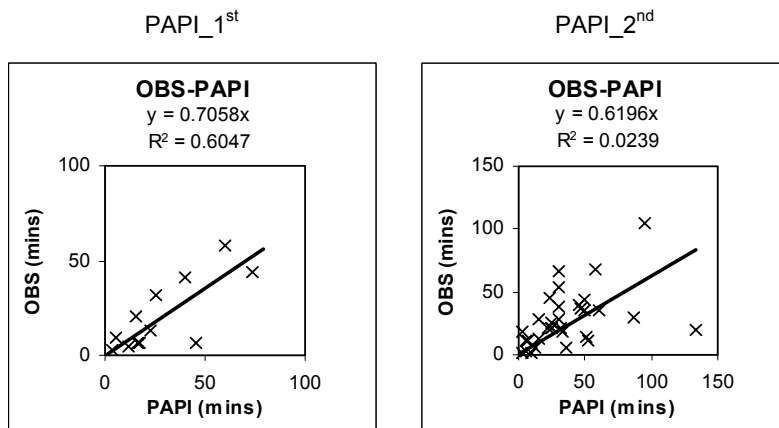 PAPI_1st
OBS-PAPI
y = 0.7058x
R² = 0.6047
100
50
0
OBS (mins)
0
50
100
PAPI (mins)
PAPI_2nd
OBS-PAPI
y = 0.6196x
R² = 0.0239
150
100
50
0
OBS (mins)
0
50
100
150
PAPI (mins)